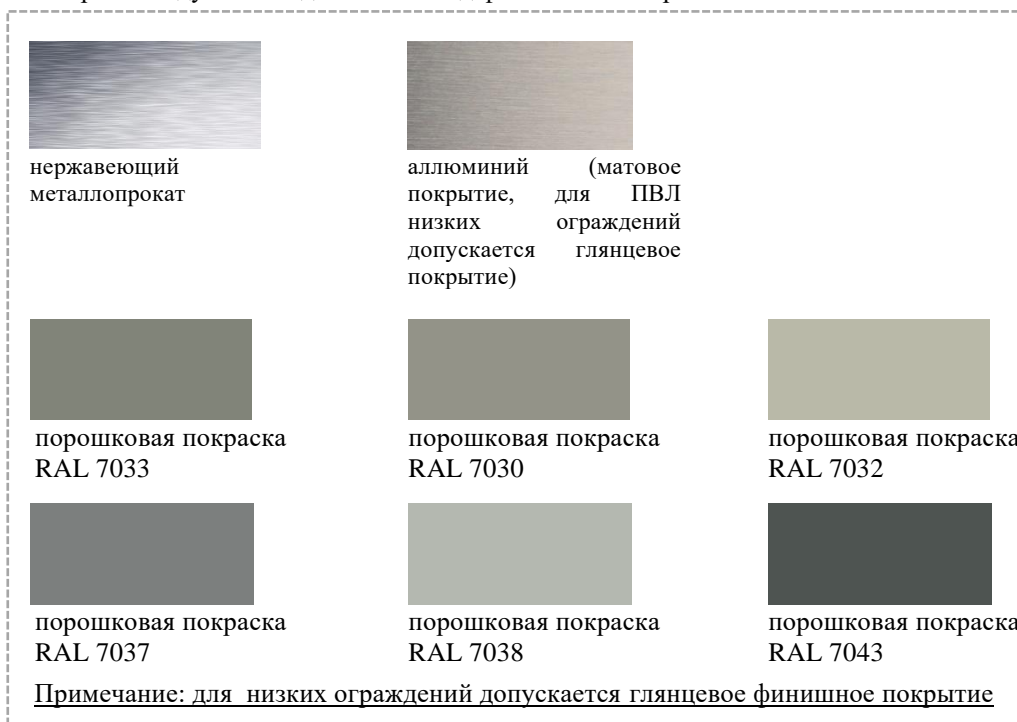 нержавеющий
металлопрокат
аллюминий (матовое
покрытие, для ПВЛ
низких ограждений
допускается глянцевое
покрытие)
порошковая покраска
RAL 7033
порошковая покраска
RAL 7030
порошковая покраска
RAL 7032
порошковая покраска
RAL 7037
порошковая покраска
RAL 7038
порошковая покраска
RAL 7043
Примечание: для низких ограждений допускается глянцевое финишное покрытие